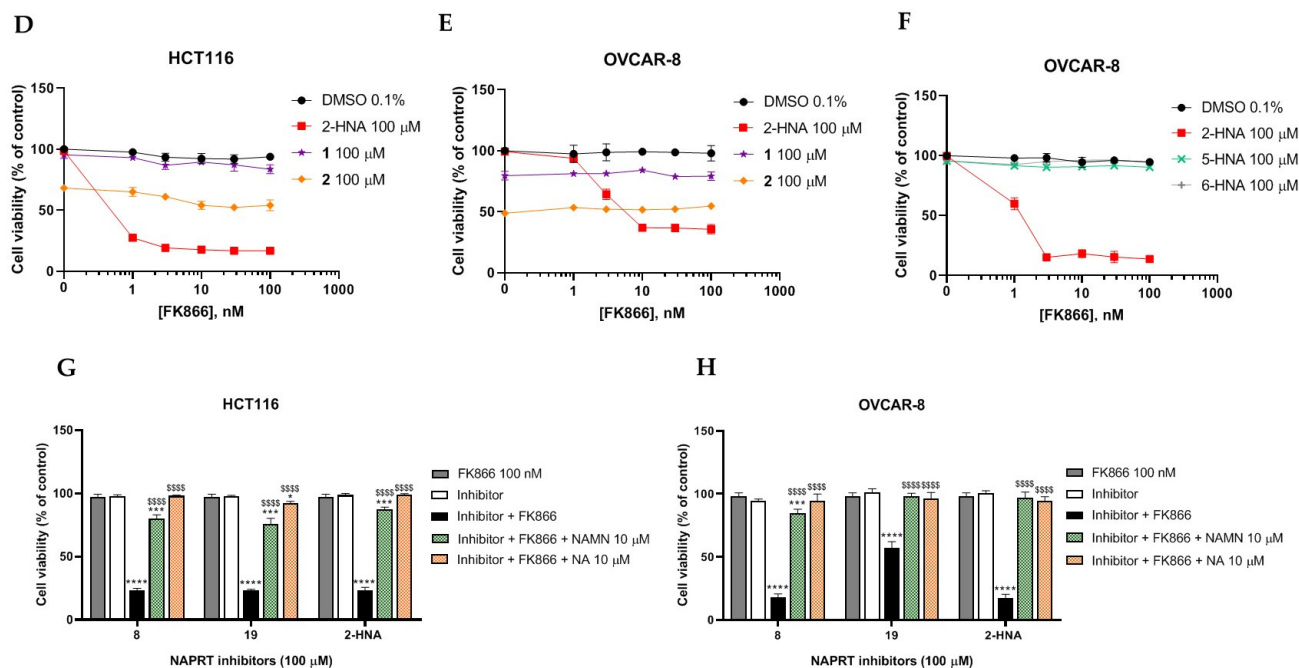 D
HCT116
Cell viability (% of control)
150
100
50
0
0 1 10 100 1000
[FK866], nM
DMSO 0.1%
2-HNA 100 μM
1 100 μM
2 100 μM
E
OVCAR-8
Cell viability (% of control)
150
100
50
0
0 1 10 100 1000
[FK866], nM
DMSO 0.1%
2-HNA 100 μM
1 100 μM
2 100 μM
F
OVCAR-8
Cell viability (% of control)
150
100
50
0
0 1 10 100 1000
[FK866], nM
DMSO 0.1%
2-HNA 100 μM
5-HNA 100 μM
6-HNA 100 μM
G
HCT116
Cell viability (% of control)
150
100
50
0
**** $$$$ *** $$$$
**** $$$$ *** $$$$ *
**** $$$$ *** $$$$
8 19 2-HNA
NAPRT inhibitors (100 μM)
FK866 100 nM
Inhibitor
Inhibitor + FK866
Inhibitor + FK866 + NAMN 10 μM
Inhibitor + FK866 + NA 10 μM
H
OVCAR-8
Cell viability (% of control)
150
100
50
0
**** $$$$ *** $$$$
**** $$$$ $$$$
**** $$$$ $$$$
8 19 2-HNA
NAPRT inhibitors (100 μM)
FK866 100 nM
Inhibitor
Inhibitor + FK866
Inhibitor + FK866 + NAMN 10 μM
Inhibitor + FK866 + NA 10 μM